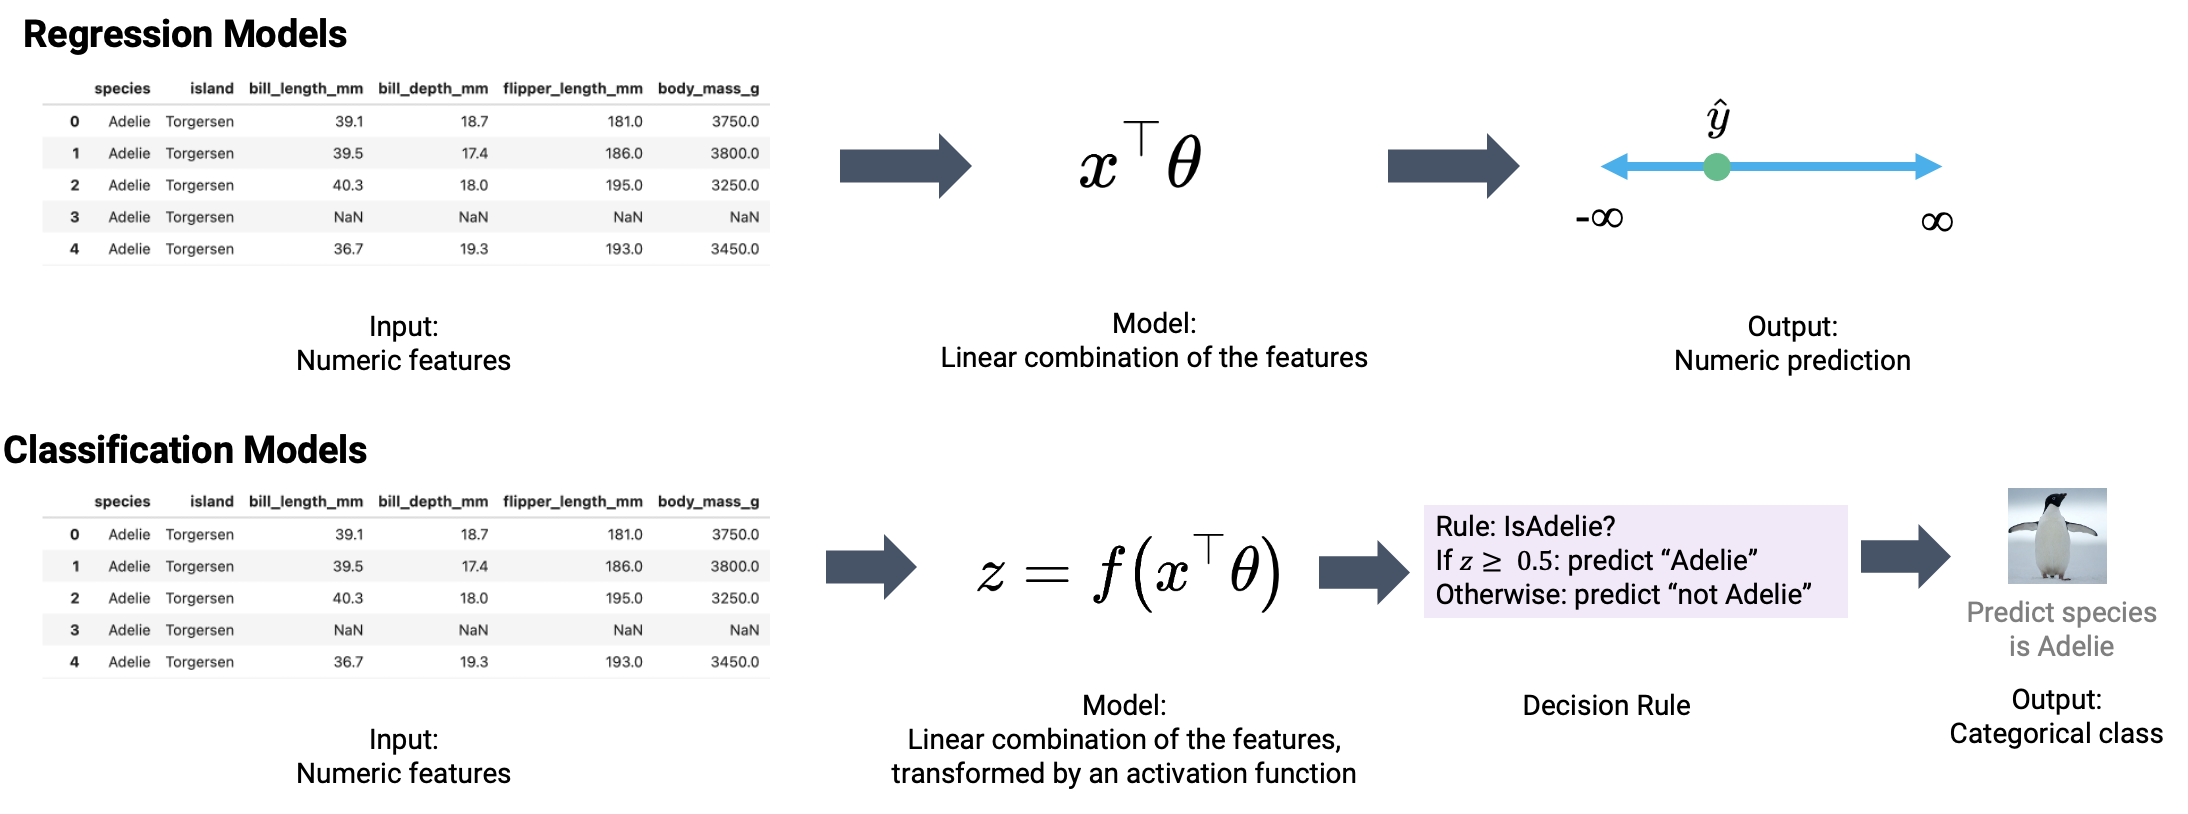 Regression Models
species island bill_length_mm bill_depth_mm flipper_length_mm body_mass_g
0 Adelie Torgersen 39.1 18.7 181.0 3750.0
1 Adelie Torgersen 39.5 17.4 186.0 3800.0
2 Adelie Torgersen 40.3 18.0 195.0 3250.0
3 Adelie Torgersen NaN NaN NaN NaN
4 Adelie Torgersen 36.7 19.3 193.0 3450.0
Input:
Numeric features
x⊤θ
Model:
Linear combination of the features
ŷ
-∞ ∞
Output:
Numeric prediction
Classification Models
species island bill_length_mm bill_depth_mm flipper_length_mm body_mass_g
0 Adelie Torgersen 39.1 18.7 181.0 3750.0
1 Adelie Torgersen 39.5 17.4 186.0 3800.0
2 Adelie Torgersen 40.3 18.0 195.0 3250.0
3 Adelie Torgersen NaN NaN NaN NaN
4 Adelie Torgersen 36.7 19.3 193.0 3450.0
Input:
Numeric features
z = f(x⊤θ)
Model:
Linear combination of the features,
transformed by an activation function
Rule: IsAdelie?
If z ≥ 0.5: predict “Adelie”
Otherwise: predict “not Adelie”
Decision Rule
Predict species
is Adelie
Output:
Categorical class